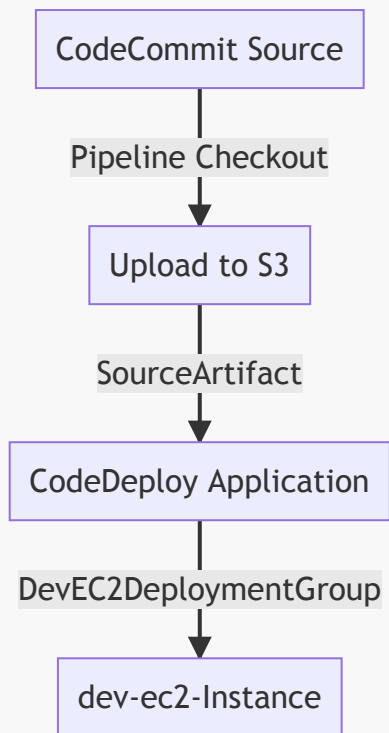 CodeCommit Source
Pipeline Checkout
Upload to S3
SourceArtifact
CodeDeploy Application
DevEC2DeploymentGroup
dev-ec2-Instance